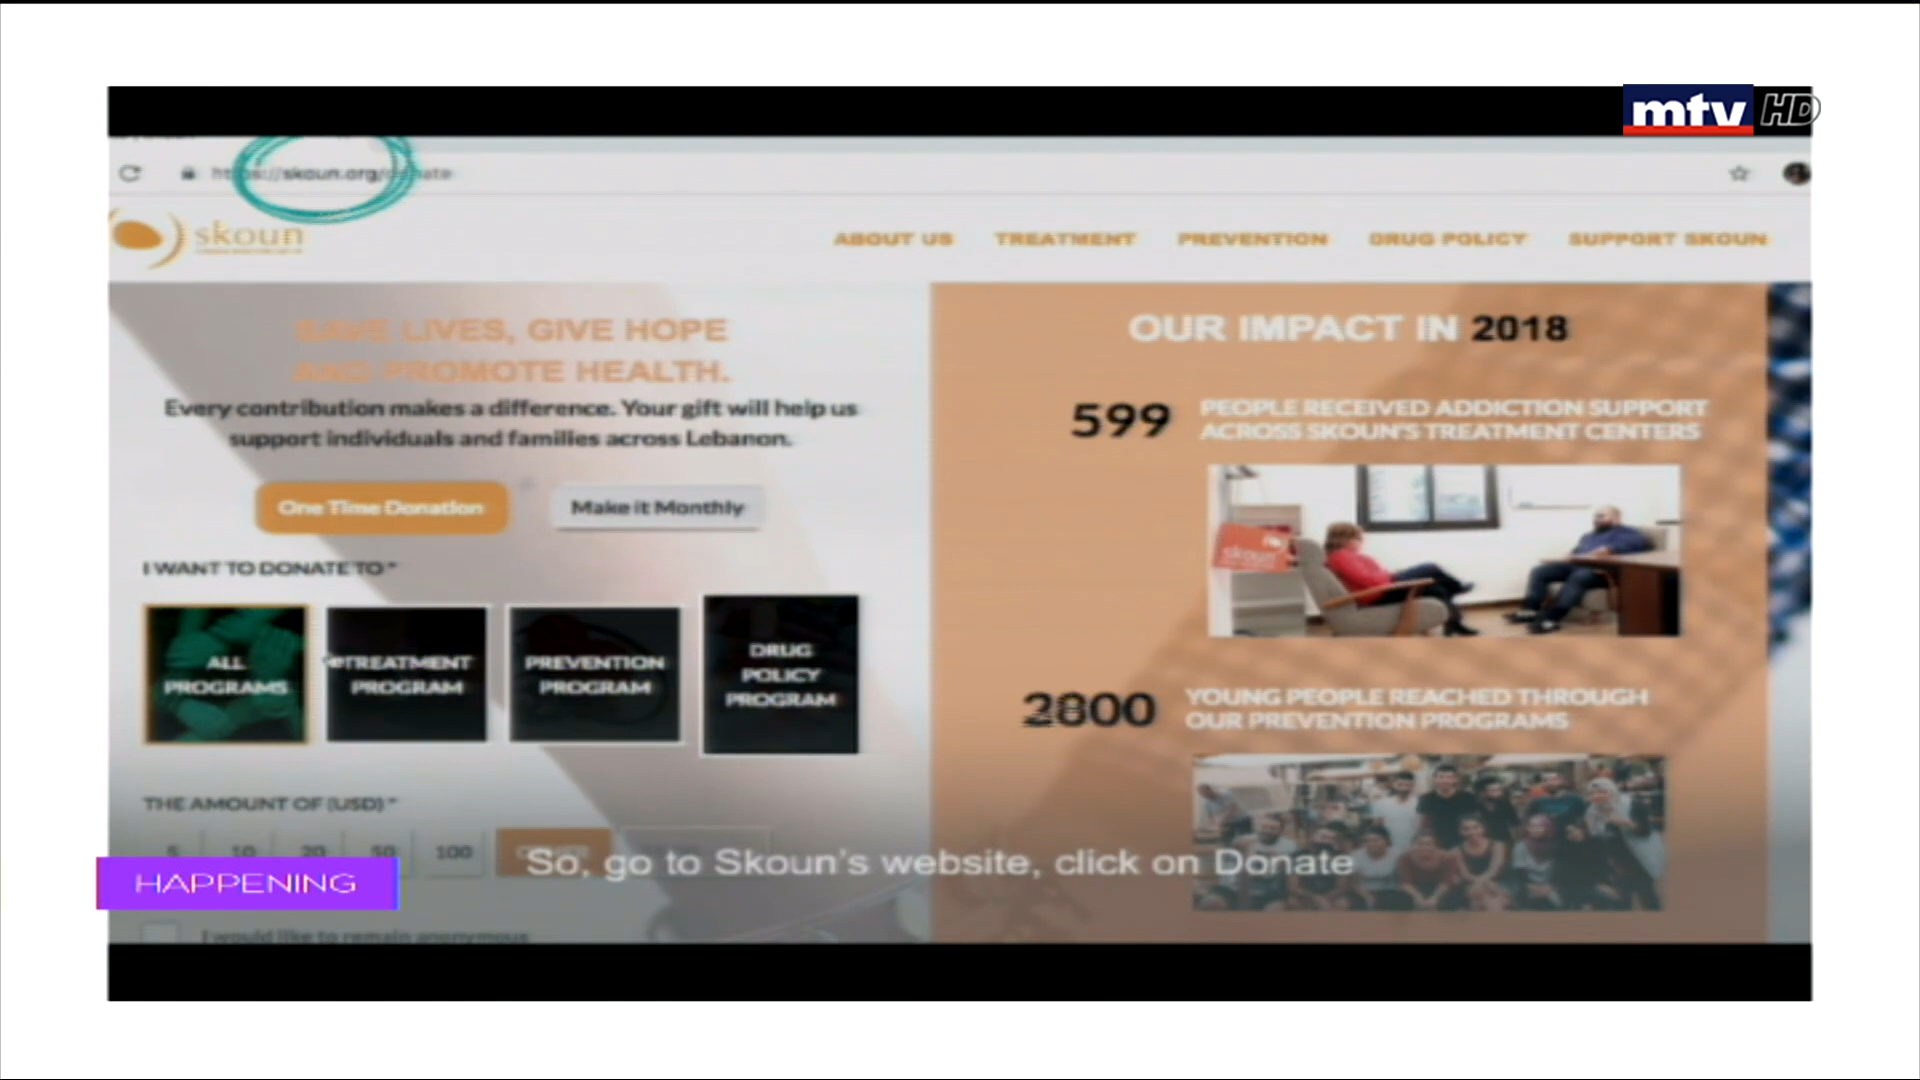 mtv HD
https://skoun.org/donate
skoun
ABOUT US
TREATMENT
PREVENTION
DRUG POLICY
SUPPORT SKOUN
SAVE LIVES, GIVE HOPE
AND PROMOTE HEALTH.
Every contribution makes a difference. Your gift will help us
support individuals and families across Lebanon.
One Time Donation
Make it Monthly
I WANT TO DONATE TO *
ALL
PROGRAMS
TREATMENT
PROGRAM
PREVENTION
PROGRAM
DRUG
POLICY
PROGRAM
THE AMOUNT OF (USD) *
5
10
20
50
100
I would like to remain anonymous
OUR IMPACT IN 2018
599
PEOPLE RECEIVED ADDICTION SUPPORT
ACROSS SKOUN'S TREATMENT CENTERS
skoun
2800
YOUNG PEOPLE REACHED THROUGH
OUR PREVENTION PROGRAMS
So, go to Skoun's website, click on Donate
HAPPENING